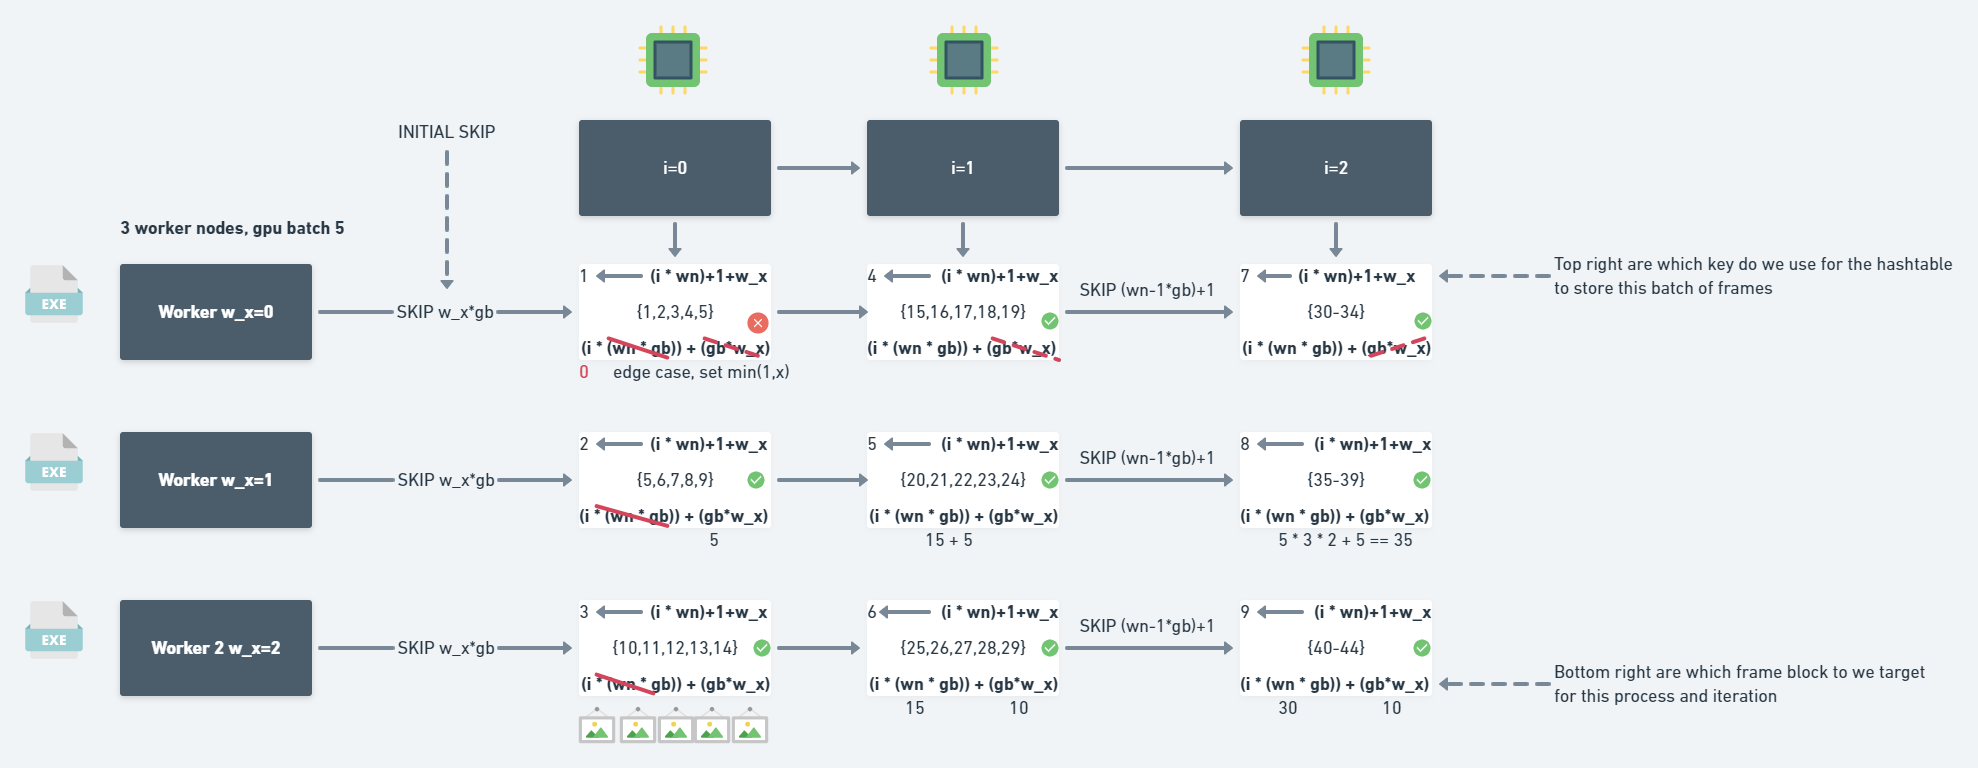 INITIAL SKIP
i=0
i=1
i=2
3 worker nodes, gpu batch 5
EXE
Worker w_x=0
SKIP w_x*gb
1 (i * wn)+1+w_x
{1,2,3,4,5}
(i * (wn * gb)) + (gb*w_x)
0 edge case, set min(1,x)
4 (i * wn)+1+w_x
{15,16,17,18,19}
(i * (wn * gb)) + (gb*w_x)
SKIP (wn-1*gb)+1
7 (i * wn)+1+w_x
{30-34}
(i * (wn * gb)) + (gb*w_x)
Top right are which key do we use for the hashtable
to store this batch of frames
EXE
Worker w_x=1
SKIP w_x*gb
2 (i * wn)+1+w_x
{5,6,7,8,9}
(i * (wn * gb)) + (gb*w_x)
5
5 (i * wn)+1+w_x
{20,21,22,23,24}
(i * (wn * gb)) + (gb*w_x)
15 + 5
SKIP (wn-1*gb)+1
8 (i * wn)+1+w_x
{35-39}
(i * (wn * gb)) + (gb*w_x)
5 * 3 * 2 + 5 == 35
EXE
Worker 2 w_x=2
SKIP w_x*gb
3 (i * wn)+1+w_x
{10,11,12,13,14}
(i * (wn * gb)) + (gb*w_x)
6 (i * wn)+1+w_x
{25,26,27,28,29}
(i * (wn * gb)) + (gb*w_x)
15 10
SKIP (wn-1*gb)+1
9 (i * wn)+1+w_x
{40-44}
(i * (wn * gb)) + (gb*w_x)
30 10
Bottom right are which frame block to we target
for this process and iteration